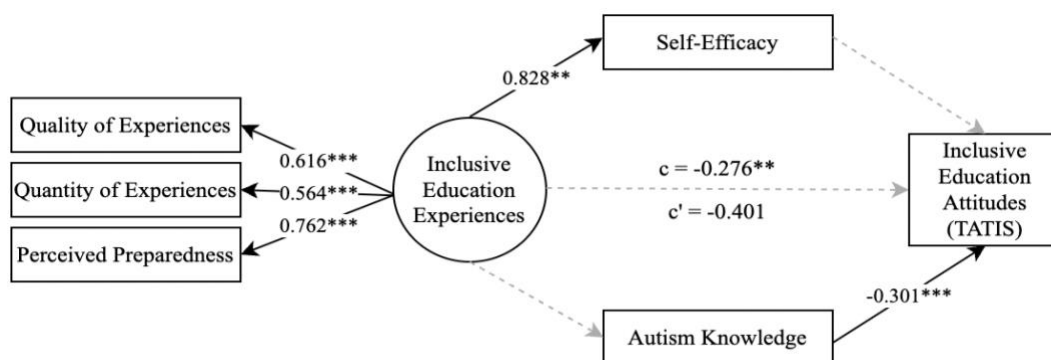 Self-Efficacy
0.828**
Quality of Experiences
0.616***
Quantity of Experiences
0.564***
Perceived Preparedness
0.762***
Inclusive
Education
Experiences
c = -0.276**
c' = -0.401
Inclusive
Education
Attitudes
(TATIS)
-0.301***
Autism Knowledge